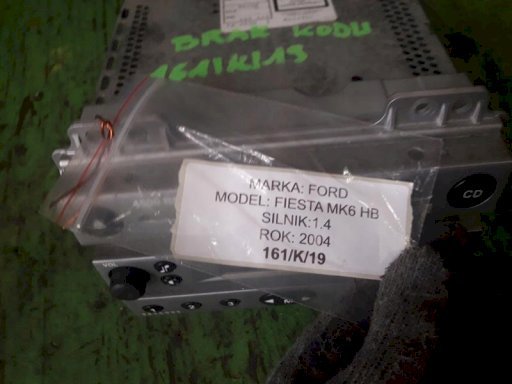 BRAK KODU
161/K/19
MARKA: FORD
MODEL: FIESTA MK6 HB
SILNIK:1.4
ROK: 2004
161/K/19
CD
VOL